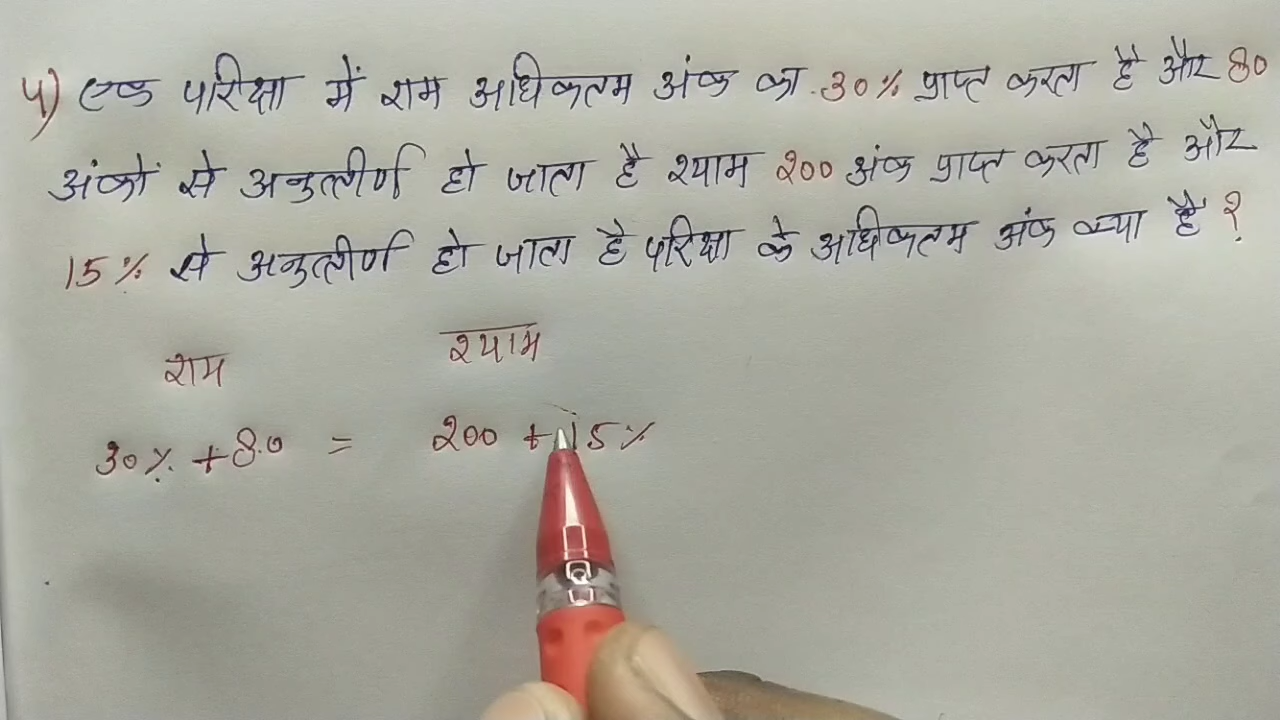 4) एक परिक्षा में राम अधिकतम अंक का 30% प्राप्त करता है और 80
अंकों से अनुत्तीर्ण हो जाता है श्याम 200 अंक प्राप्त करता है और
15% से अनुत्तीर्ण हो जाता है परिक्षा के अधिकतम अंक क्या है ?
राम श्याम
30% + 80 = 200 + 15%